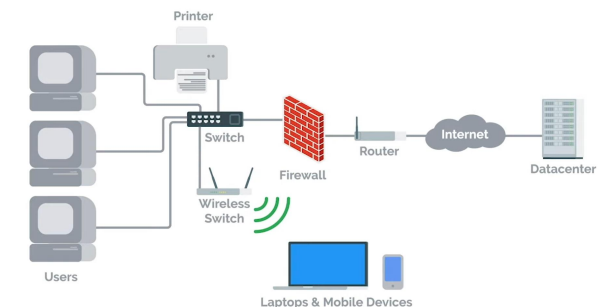 Printer
Switch
Firewall
Router
Internet
Datacenter
Wireless
Switch
Users
Laptops & Mobile Devices